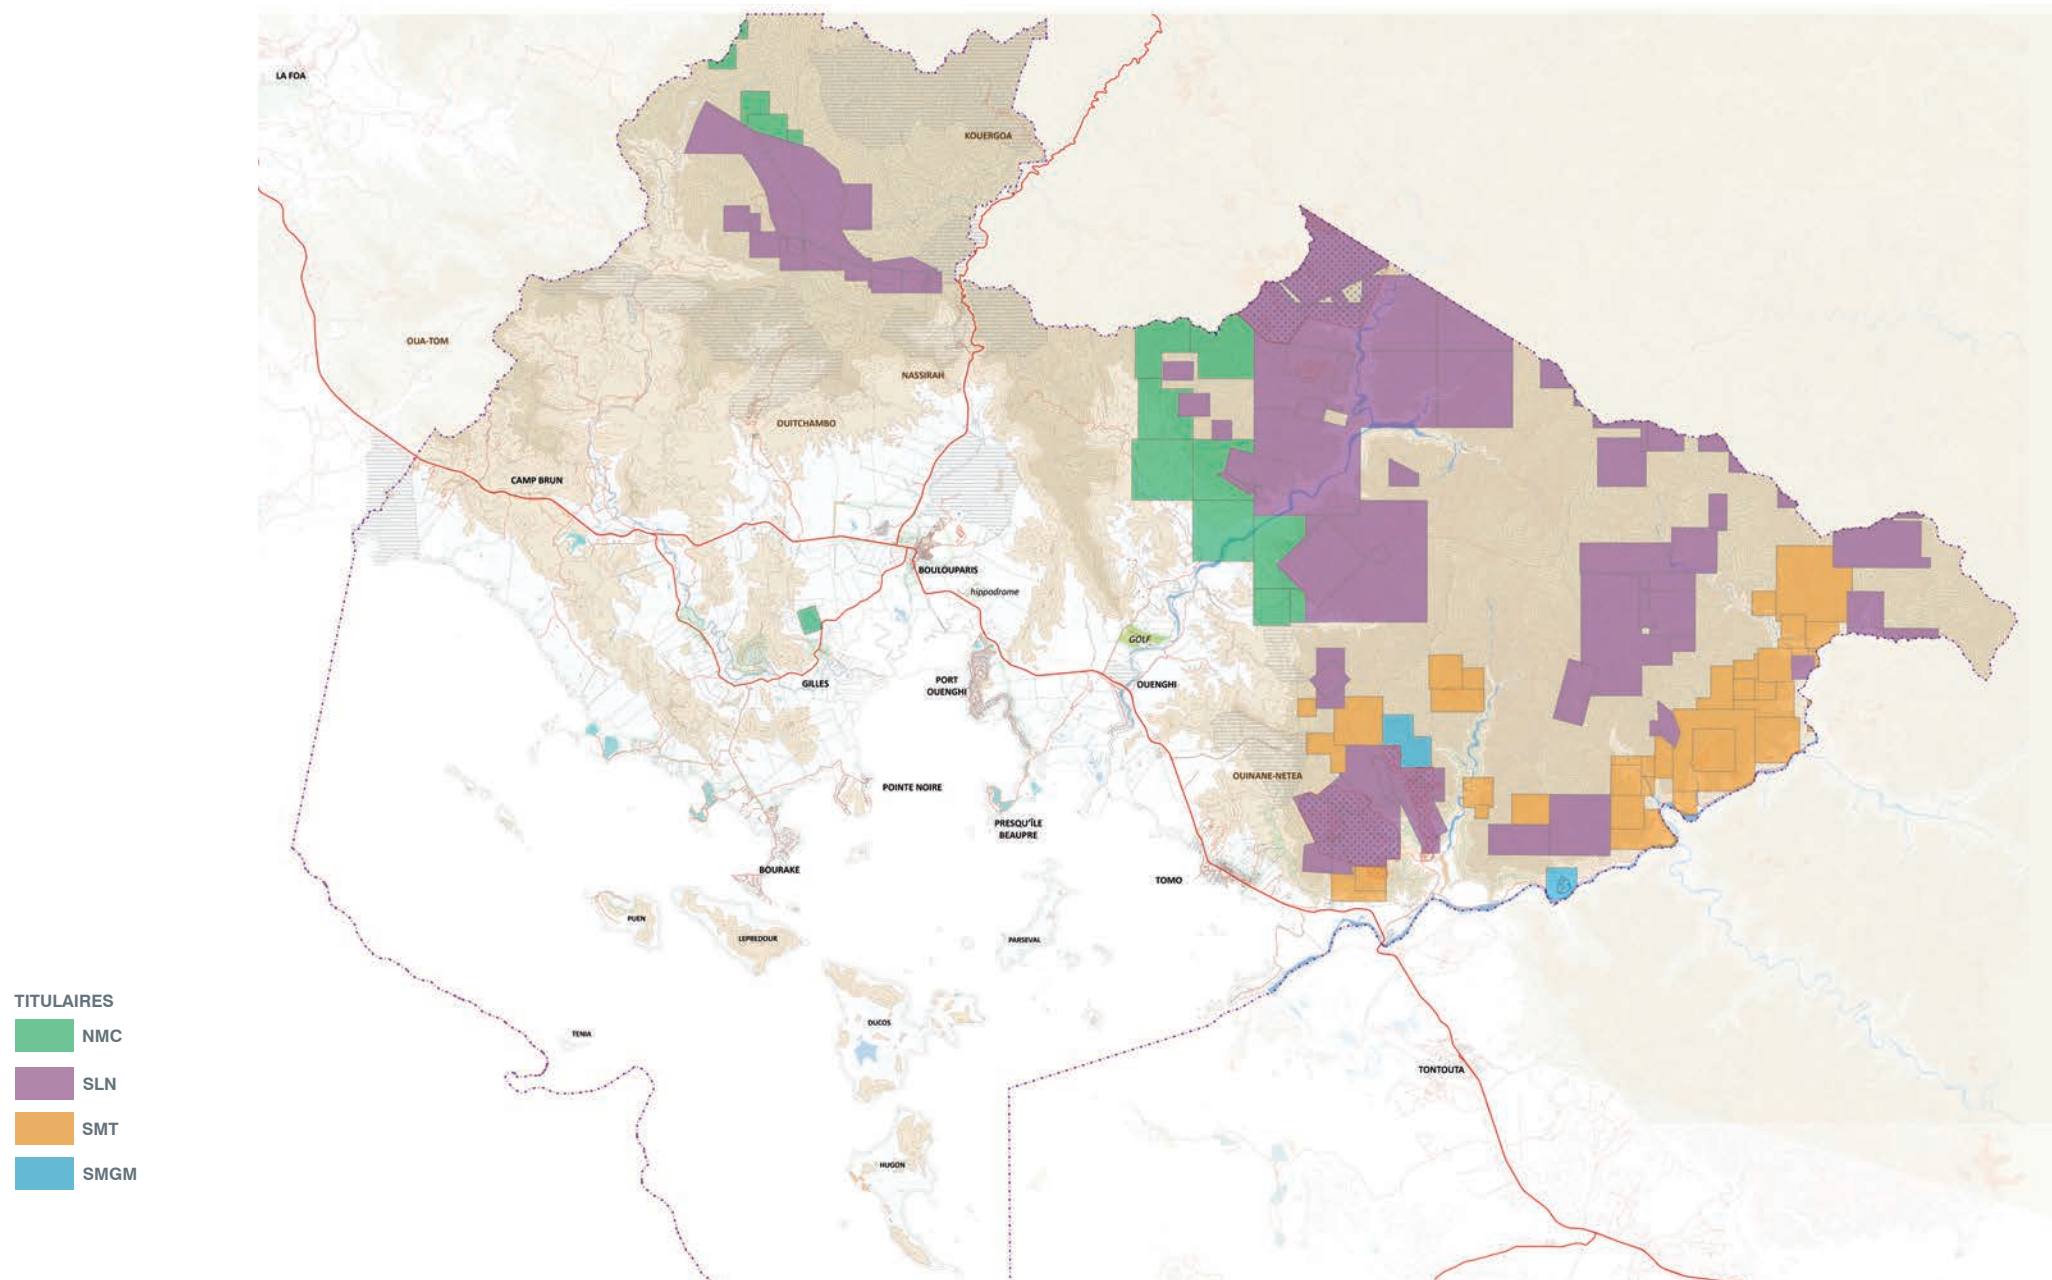 LA FOA
KOUERGOA
OUA-TOM
NASSIRAH
OUITCHAMBO
CAMP BRUN
BOULOUPARIS
hippodrome
GOLF
GILLES
PORT
OUENGHI
OUENGHI
OUINANE-NETEA
POINTE NOIRE
PRESQU'ÎLE
BEAUPRE
BOURAKE
TOMO
PUEN
LEPREDOUR
PARSEVAL
TITULAIRES
NMC
SLN
SMT
SMGM
TENIA
DUCOS
TONTOUTA
HUGON